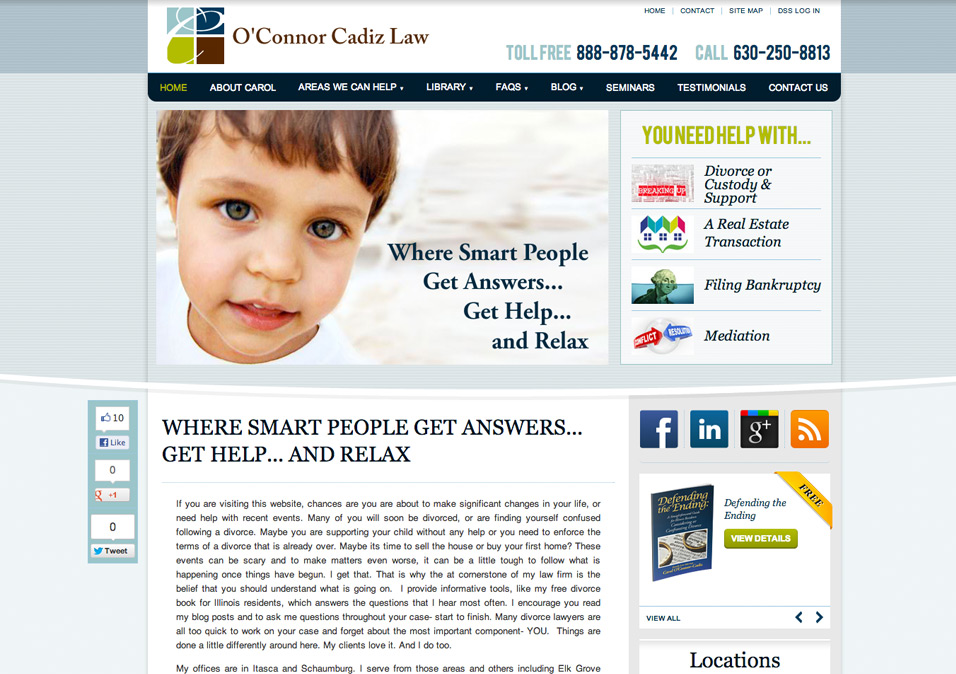 HOME | CONTACT | SITE MAP | DSS LOG IN
O'Connor Cadiz Law
TOLL FREE 888-878-5442 CALL 630-250-8813
HOME ABOUT CAROL AREAS WE CAN HELP ▾ LIBRARY ▾ FAQS ▾ BLOG ▾ SEMINARS TESTIMONIALS CONTACT US
Where Smart People
Get Answers...
Get Help...
and Relax
YOU NEED HELP WITH...
BREAKING UP
Divorce or
Custody &
Support
A Real Estate
Transaction
Filing Bankruptcy
CONFLICT
RESOLUTION
Mediation
10
Like
0
+1
0
Tweet
WHERE SMART PEOPLE GET ANSWERS...
GET HELP... AND RELAX
If you are visiting this website, chances are you are about to make significant changes in your life, or
need help with recent events. Many of you will soon be divorced, or are finding yourself confused
following a divorce. Maybe you are supporting your child without any help or you need to enforce the
terms of a divorce that is already over. Maybe its time to sell the house or buy your first home? These
events can be scary and to make matters even worse, it can be a little tough to follow what is
happening once things have begun. I get that. That is why the at cornerstone of my law firm is the
belief that you should understand what is going on. I provide informative tools, like my free divorce
book for Illinois residents, which answers the questions that I hear most often. I encourage you read
my blog posts and to ask me questions throughout your case- start to finish. Many divorce lawyers are
all too quick to work on your case and forget about the most important component- YOU. Things are
done a little differently around here. My clients love it. And I do too.
My offices are in Itasca and Schaumburg. I serve from those areas and others including Elk Grove
f
in
g+
Defending
the Ending:
Defending the
Ending
FREE
VIEW DETAILS
VIEW ALL
Locations